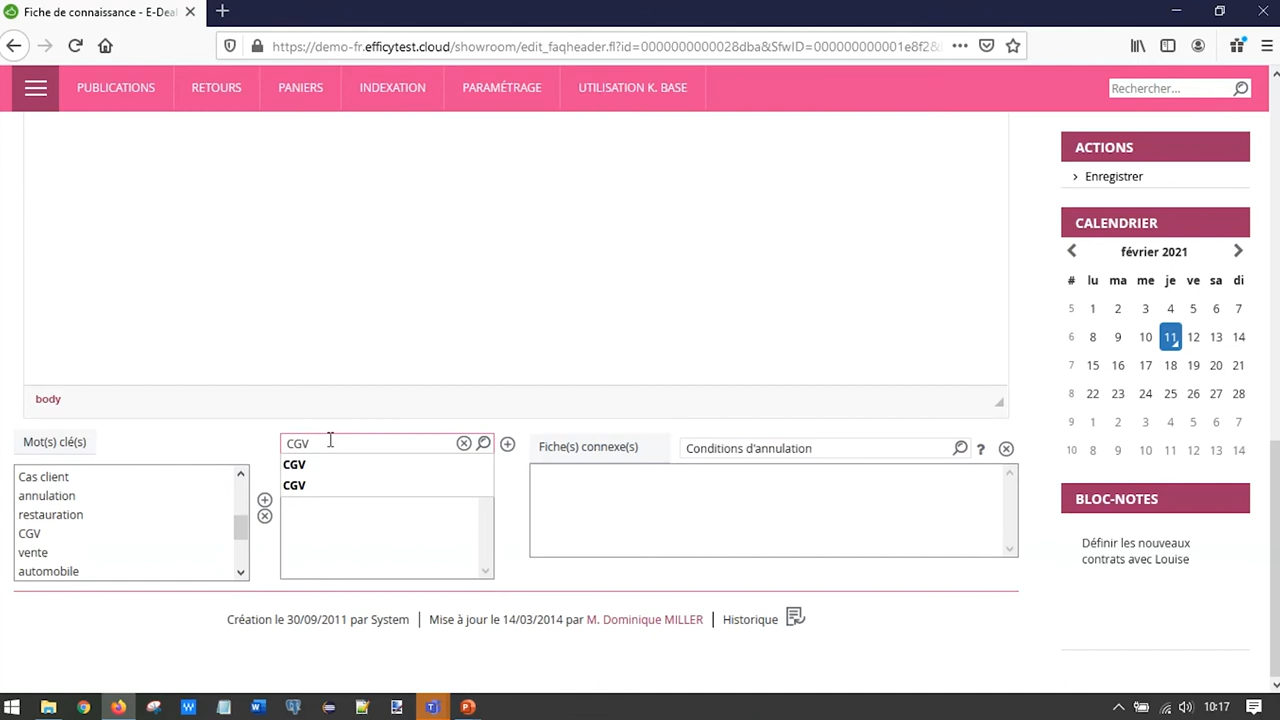 Fiche de connaissance - E-Deal
https://demo-fr.efficytest.cloud/showroom/edit_faqheader.fl?id=0000000000028dba&SfwID=000000000001e8f2&
PUBLICATIONS
RETOURS
PANIERS
INDEXATION
PARAMÉTRAGE
UTILISATION K. BASE
Rechercher...
ACTIONS
Enregistrer
CALENDRIER
février 2021
# lu ma me je ve sa di
5 1 2 3 4 5 6 7
6 8 9 10 11 12 13 14
7 15 16 17 18 19 20 21
8 22 23 24 25 26 27 28
9 1 2 3 4 5 6 7
10 8 9 10 11 12 13 14
BLOC-NOTES
Définir les nouveaux
contrats avec Louise
body
Mot(s) clé(s)
Cas client
annulation
restauration
CGV
vente
automobile
CGV
CGV
CGV
Fiche(s) connexe(s)
Conditions d'annulation
?
Création le 30/09/2011 par System
Mise à jour le 14/03/2014 par M. Dominique MILLER
Historique
10:17